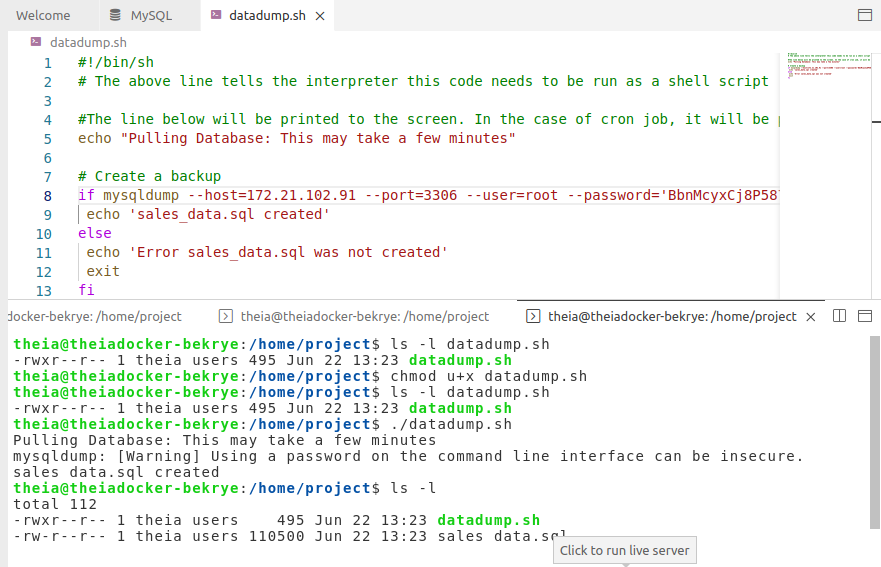 Welcome
MySQL
datadump.sh
datadump.sh
1 #!/bin/sh
2 # The above line tells the interpreter this code needs to be run as a shell script
3
4 #The line below will be printed to the screen. In the case of cron job, it will be
5 echo "Pulling Database: This may take a few minutes"
6
7 # Create a backup
8 if mysqldump --host=172.21.102.91 --port=3306 --user=root --password='BbnMcyxCj8P587
9 echo 'sales_data.sql created'
10 else
11 echo 'Error sales_data.sql was not created'
12 exit
13 fi
docker-bekrye: /home/project
theia@theiadocker-bekrye: /home/project
theia@theiadocker-bekrye: /home/project
theia@theiadocker-bekrye:/home/project$ ls -l datadump.sh
-rwxr--r-- 1 theia users 495 Jun 22 13:23 datadump.sh
theia@theiadocker-bekrye:/home/project$ chmod u+x datadump.sh
theia@theiadocker-bekrye:/home/project$ ls -l datadump.sh
-rwxr--r-- 1 theia users 495 Jun 22 13:23 datadump.sh
theia@theiadocker-bekrye:/home/project$ ./datadump.sh
Pulling Database: This may take a few minutes
mysqldump: [Warning] Using a password on the command line interface can be insecure.
sales data.sql created
theia@theiadocker-bekrye:/home/project$ ls -l
total 112
-rwxr--r-- 1 theia users 495 Jun 22 13:23 datadump.sh
-rw-r--r-- 1 theia users 110500 Jun 22 13:23 sales data.sql
Click to run live server